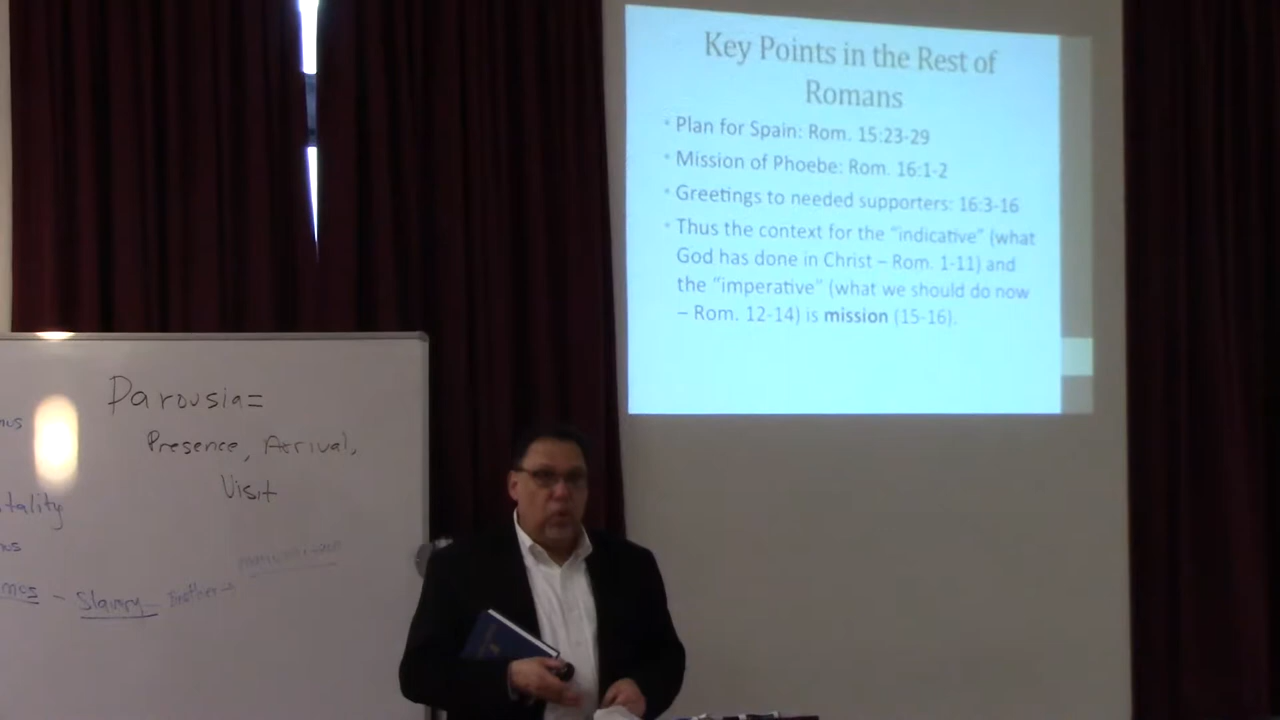 Key Points in the Rest of
Romans
• Plan for Spain: Rom. 15:23-29
• Mission of Phoebe: Rom. 16:1-2
• Greetings to needed supporters: 16:3-16
• Thus the context for the “indicative” (what
God has done in Christ – Rom. 1-11) and
the “imperative” (what we should do now
– Rom. 12-14) is mission (15-16).
Parousia=
Presence, Arrival,
Visit
nus
tality
mos – Slavery Brother →